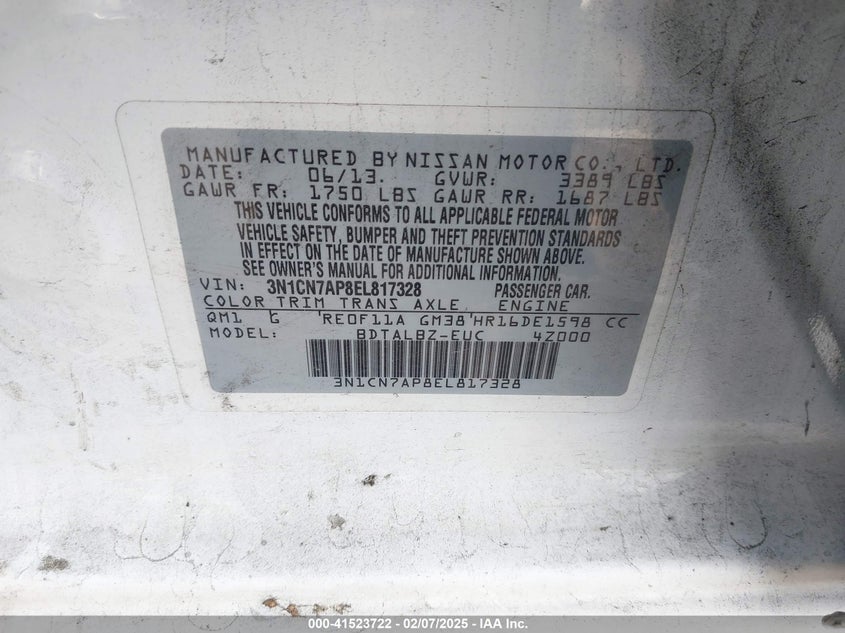 MANUFACTURED BY NISSAN MOTOR CO., LTD.
DATE: 06/13. GVWR: 3389 LBS
GAWR FR: 1750 LBS GAWR RR: 1687 LBS
THIS VEHICLE CONFORMS TO ALL APPLICABLE FEDERAL MOTOR
VEHICLE SAFETY, BUMPER AND THEFT PREVENTION STANDARDS
IN EFFECT ON THE DATE OF MANUFACTURE SHOWN ABOVE.
SEE OWNER'S MANUAL FOR ADDITIONAL INFORMATION.
VIN: 3N1CN7AP8EL817328 PASSENGER CAR.
COLOR TRIM TRANS AXLE ENGINE
QM1 G RE0F11A GM38 HR16DE1598 CC
MODEL: BDTALBZ-EUC 4Z000
3N1CN7AP8EL817328
000-41523722 — 02/07/2025 — IAA Inc.